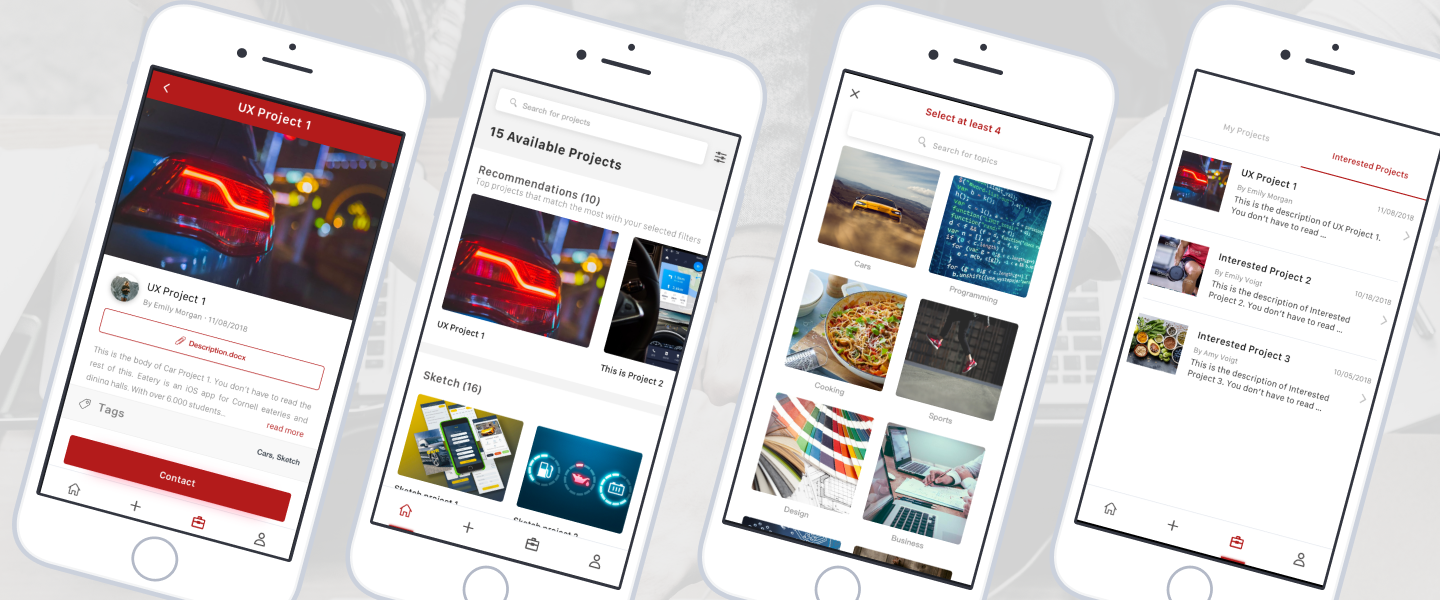 UX Project 1
UX Project 1
By Emily Morgan · 11/08/2018
Description.docx
This is the body of Car Project 1. You don't have to read the
rest of this. Eatery is an iOS app for Cornell eateries and
dining halls. With over 6,000 students...
read more
Tags
Cars, Sketch
Contact
Search for projects
15 Available Projects
Recommendations (10)
Top projects that match the most with your selected filters
UX Project 1
This is Project 2
Sketch (16)
Sketch project 1
Sketch project 2
Select at least 4
Search for topics
Cars
Programming
Cooking
Sports
Design
Business
My Projects
Interested Projects
UX Project 1
By Emily Morgan
11/08/2018
This is the description of UX Project 1.
You don't have to read ...
Interested Project 2
By Emily Voigt
10/18/2018
This is the description of Interested
Project 2. You don't have to read ...
Interested Project 3
By Amy Voigt
10/05/2018
This is the description of Interested
Project 3. You don't have to read ...